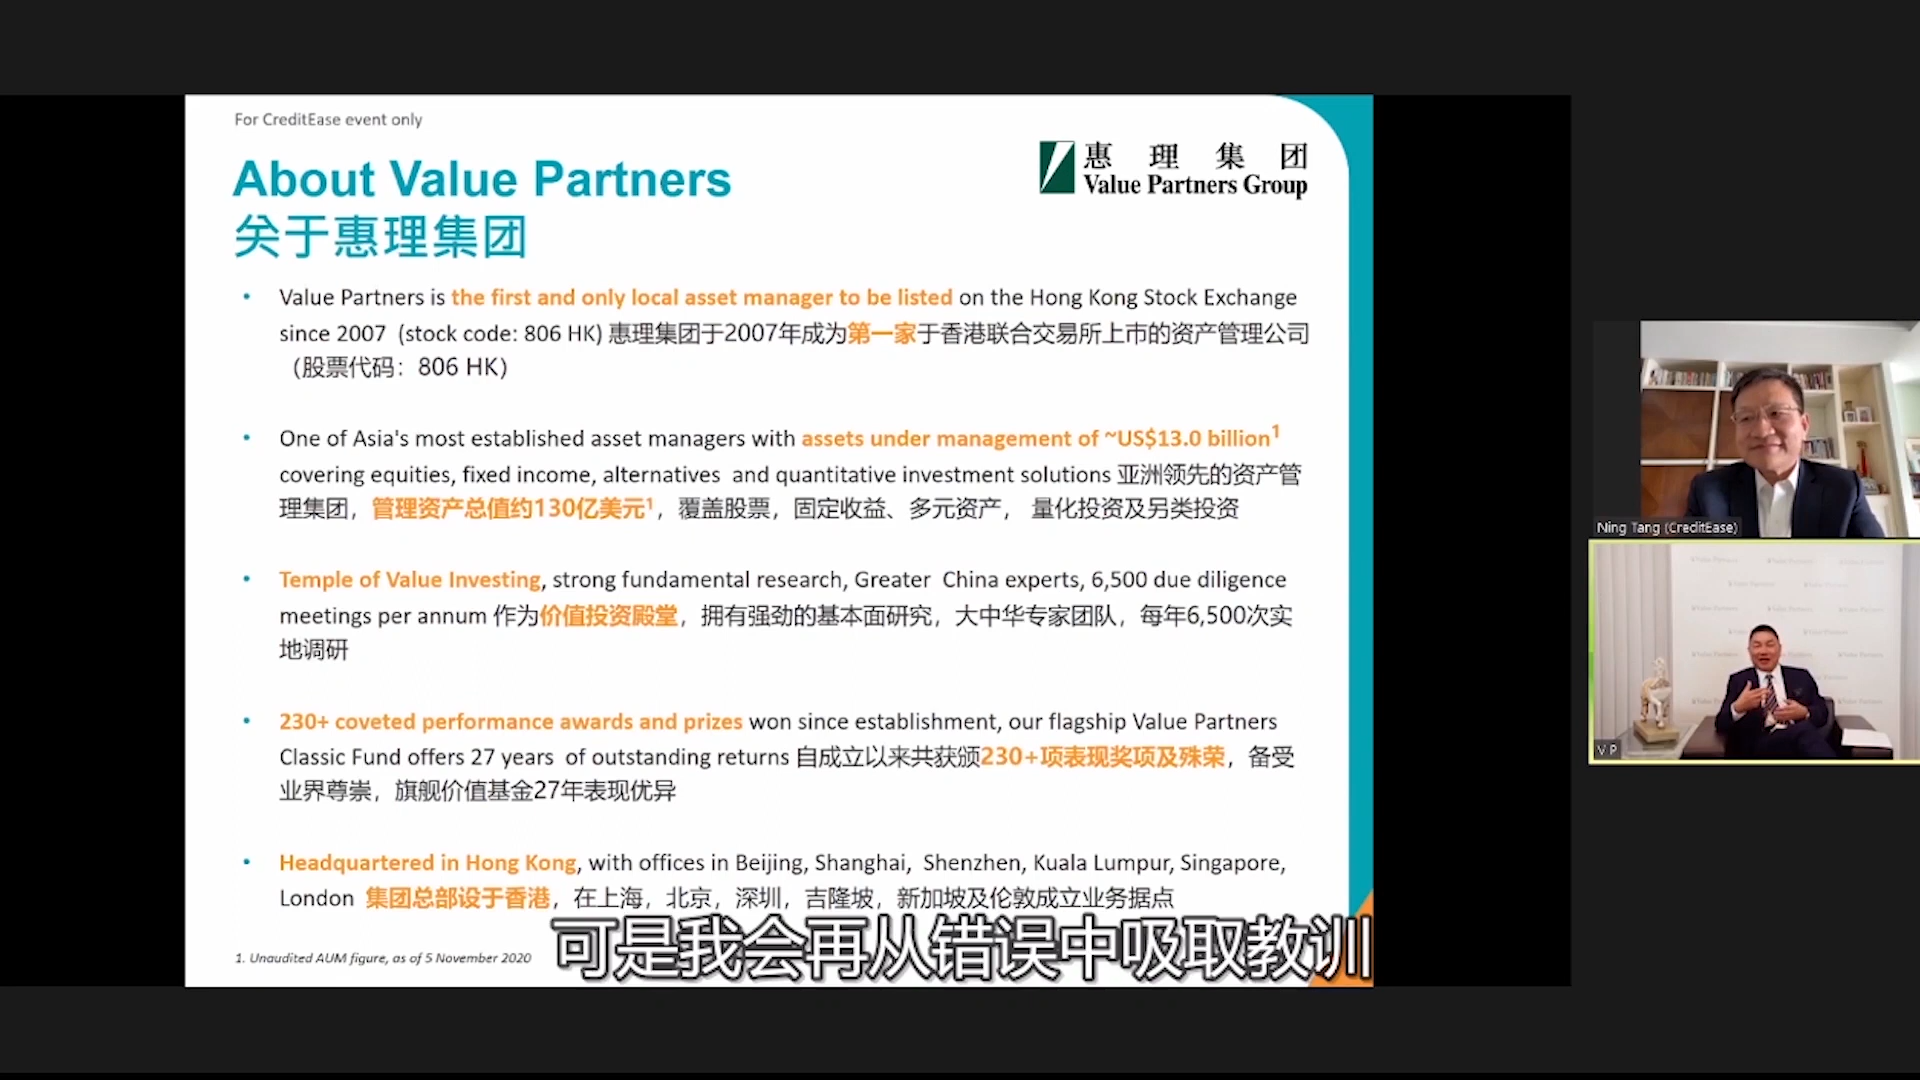 For CreditEase event only
About Value Partners
关于惠理集团
惠 理 集 团
Value Partners Group
• Value Partners is the first and only local asset manager to be listed on the Hong Kong Stock Exchange
since 2007 (stock code: 806 HK) 惠理集团于2007年成为第一家于香港联合交易所上市的资产管理公司
（股票代码：806 HK）
• One of Asia's most established asset managers with assets under management of ~US$13.0 billion¹
covering equities, fixed income, alternatives and quantitative investment solutions 亚洲领先的资产管
理集团，管理资产总值约130亿美元¹，覆盖股票，固定收益、多元资产， 量化投资及另类投资
• Temple of Value Investing, strong fundamental research, Greater China experts, 6,500 due diligence
meetings per annum 作为价值投资殿堂，拥有强劲的基本面研究，大中华专家团队，每年6,500次实
地调研
• 230+ coveted performance awards and prizes won since establishment, our flagship Value Partners
Classic Fund offers 27 years of outstanding returns 自成立以来共获颁230+项表现奖项及殊荣，备受
业界尊崇，旗舰价值基金27年表现优异
• Headquartered in Hong Kong, with offices in Beijing, Shanghai, Shenzhen, Kuala Lumpur, Singapore,
London 集团总部设于香港，在上海，北京，深圳，吉隆坡，新加坡及伦敦成立业务据点
1. Unaudited AUM figure, as of 5 November 2020
可是我会再从错误中吸取教训
Ning Tang (CreditEase)
V P